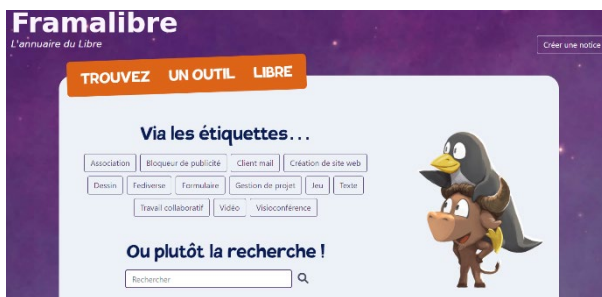 Framalibre
L'annuaire du Libre
Créer une notice
TROUVEZ UN OUTIL LIBRE
Via les étiquettes...
Association Bloqueur de publicité Client mail Création de site web
Dessin Fediverse Formulaire Gestion de projet Jeu Texte
Travail collaboratif Vidéo Visioconférence
Ou plutôt la recherche !
Rechercher